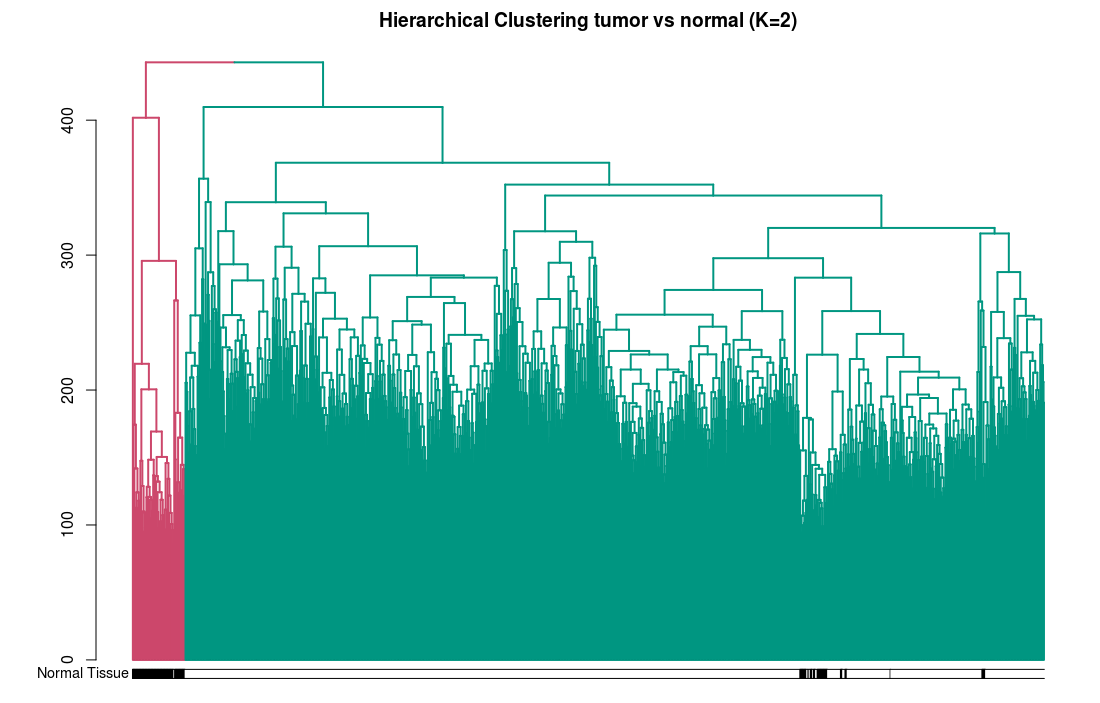 Hierarchical Clustering tumor vs normal (K=2)
400
300
200
100
0
Normal Tissue